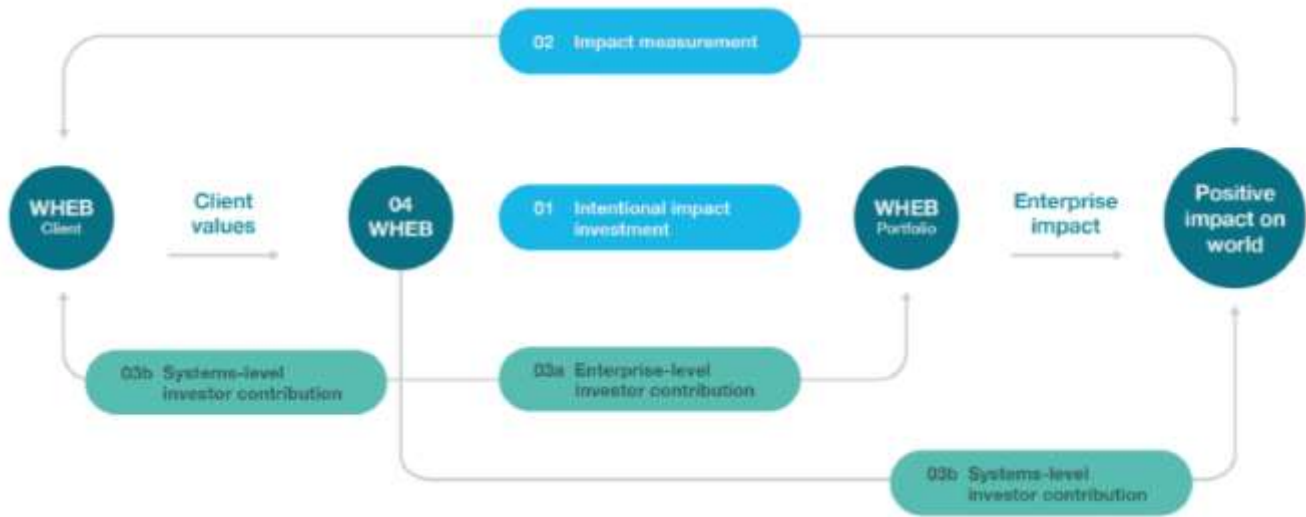 02 Impact measurement
WHEB
Client
Client
values
04
WHEB
01 Intentional impact
investment
WHEB
Portfolio
Enterprise
impact
Positive
impact on
world
03b Systems-level
investor contribution
03a Enterprise-level
investor contribution
03b Systems-level
investor contribution